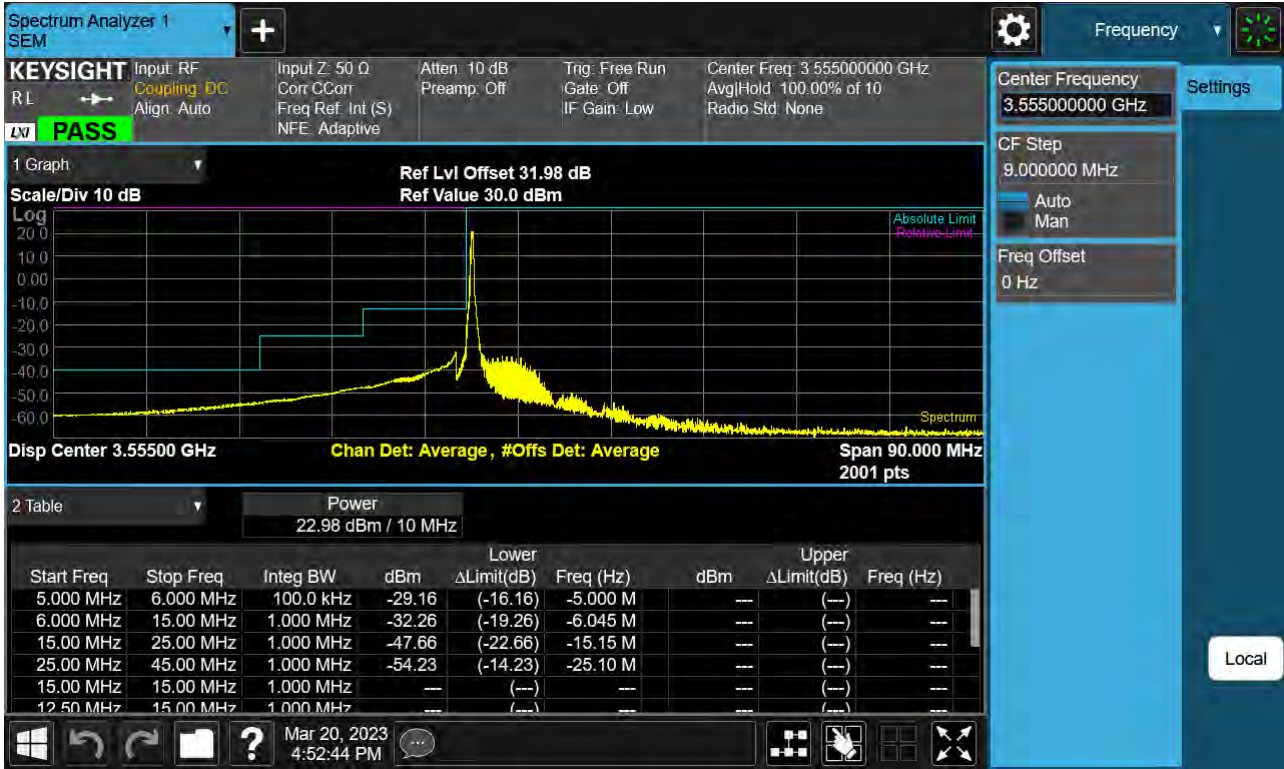 Spectrum Analyzer 1
SEM
+
Frequency
KEYSIGHT
RL
LXI
PASS
Input: RF
Coupling: DC
Align: Auto
Input Z: 50 Ω
Corr CCorr
Freq Ref: Int (S)
NFE: Adaptive
Atten: 10 dB
Preamp: Off
Trig: Free Run
Gate: Off
IF Gain: Low
Center Freq: 3.555000000 GHz
Avg|Hold: 100.00% of 10
Radio Std: None
Center Frequency
3.555000000 GHz
Settings
CF Step
9.000000 MHz
Auto
Man
Freq Offset
0 Hz
Local
1 Graph
Ref Lvl Offset 31.98 dB
Scale/Div 10 dB
Ref Value 30.0 dBm
Log
20.0
10.0
0.00
-10.0
-20.0
-30.0
-40.0
-50.0
-60.0
Absolute Limit
Relative Limit
Spectrum
Disp Center 3.55500 GHz
Chan Det: Average, #Offs Det: Average
Span 90.000 MHz
2001 pts
2 Table
Power
22.98 dBm / 10 MHz
Lower Upper
Start Freq Stop Freq Integ BW dBm ΔLimit(dB) Freq (Hz) dBm ΔLimit(dB) Freq (Hz)
5.000 MHz 6.000 MHz 100.0 kHz -29.16 (-16.16) -5.000 M --- (---) ---
6.000 MHz 15.00 MHz 1.000 MHz -32.26 (-19.26) -6.045 M --- (---) ---
15.00 MHz 25.00 MHz 1.000 MHz -47.66 (-22.66) -15.15 M --- (---) ---
25.00 MHz 45.00 MHz 1.000 MHz -54.23 (-14.23) -25.10 M --- (---) ---
15.00 MHz 15.00 MHz 1.000 MHz --- (---) --- --- (---) ---
12.50 MHz 15.00 MHz 1.000 MHz --- (---) --- --- (---) ---
?
Mar 20, 2023
4:52:44 PM